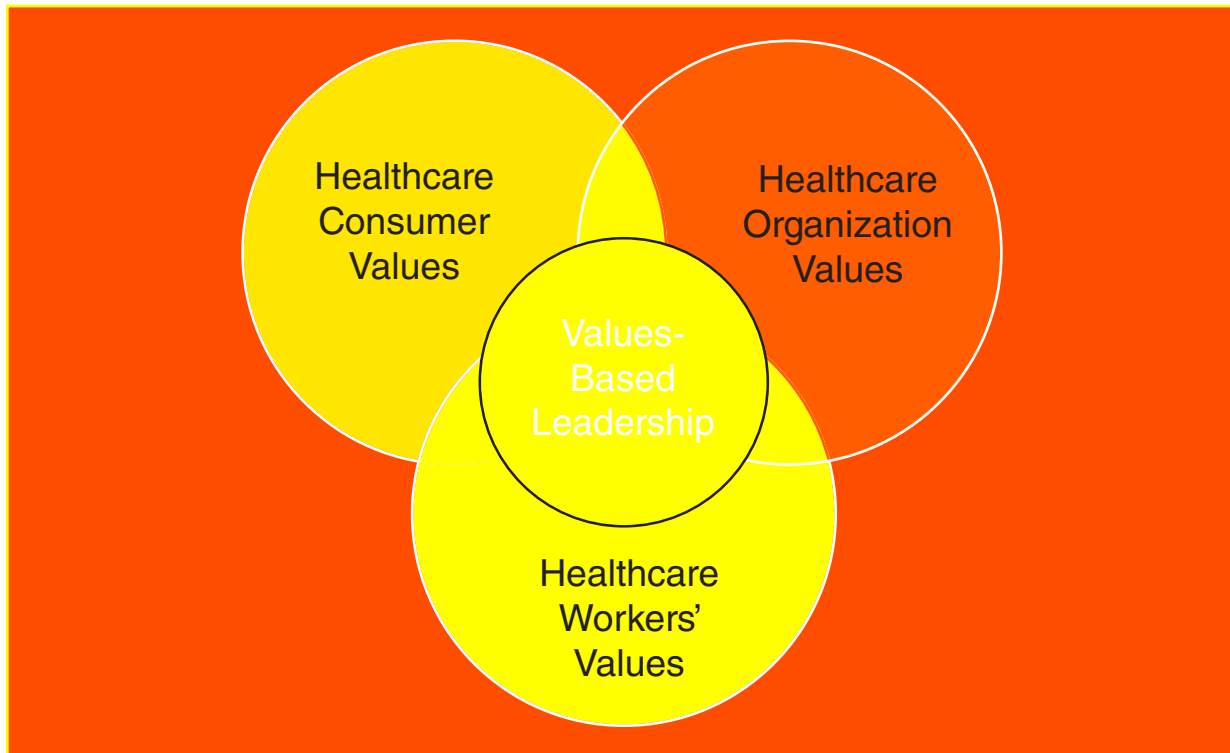 Healthcare
Consumer
Values
Healthcare
Organization
Values
Values-
Based
Leadership
Healthcare
Workers’
Values